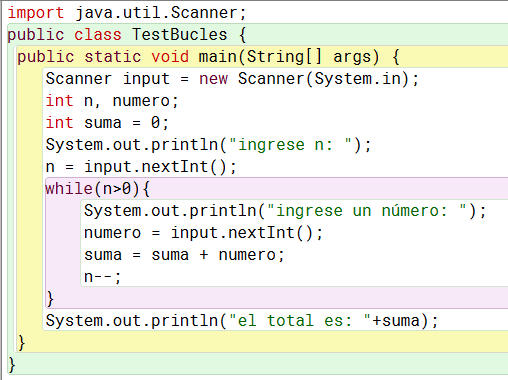 import java.util.Scanner;
public class TestBucles {
public static void main(String[] args) {
Scanner input = new Scanner(System.in);
int n, numero;
int suma = 0;
System.out.println("ingrese n: ");
n = input.nextInt();
while(n>0){
System.out.println("ingrese un número: ");
numero = input.nextInt();
suma = suma + numero;
n--;
}
System.out.println("el total es: "+suma);
}
}